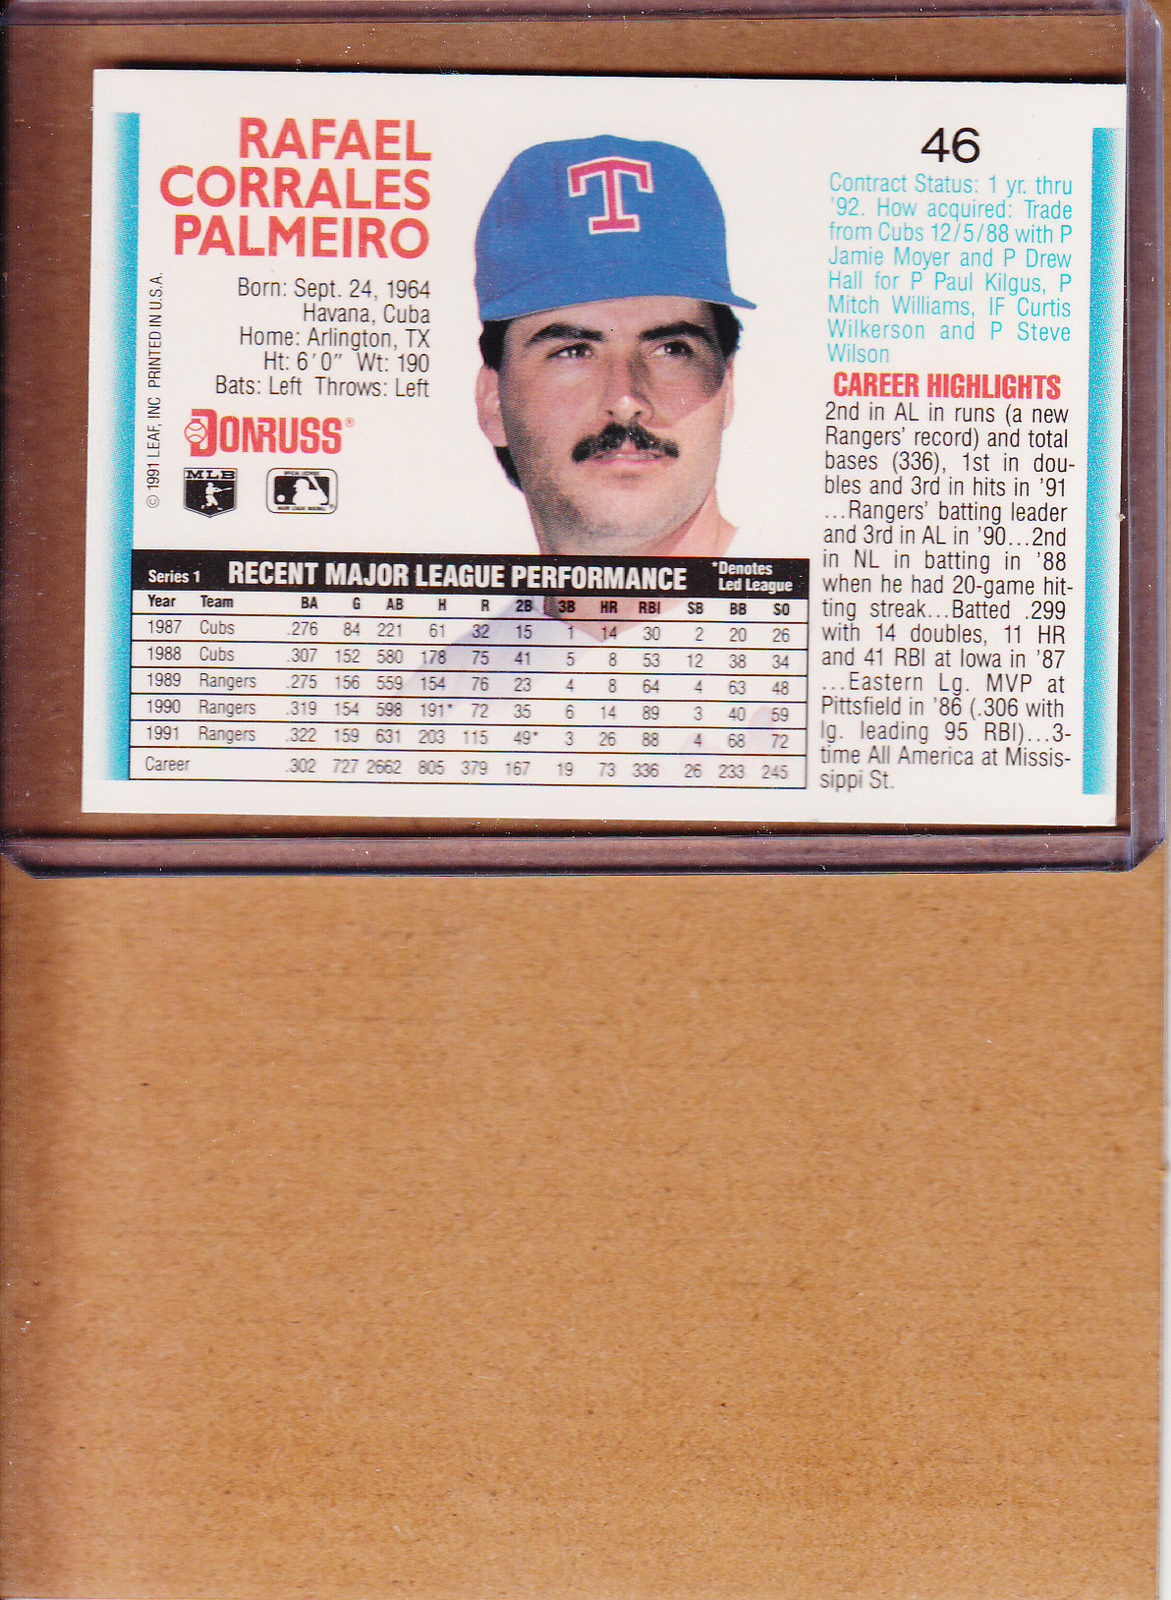 RAFAEL
CORRALES
PALMEIRO
Born: Sept. 24, 1964
Havana, Cuba
Home: Arlington, TX
Ht: 6'0" Wt: 190
Bats: Left Throws: Left
DONRUSS®
MLB
© 1991 LEAF, INC PRINTED IN U.S.A.
T
46
Contract Status: 1 yr. thru
'92. How acquired: Trade
from Cubs 12/5/88 with P
Jamie Moyer and P Drew
Hall for P Paul Kilgus, P
Mitch Williams, IF Curtis
Wilkerson and P Steve
Wilson
CAREER HIGHLIGHTS
2nd in AL in runs (a new
Rangers' record) and total
bases (336), 1st in dou-
bles and 3rd in hits in '91
...Rangers' batting leader
and 3rd in AL in '90...2nd
in NL in batting in '88
when he had 20-game hit-
ting streak...Batted .299
with 14 doubles, 11 HR
and 41 RBI at Iowa in '87
...Eastern Lg. MVP at
Pittsfield in '86 (.306 with
lg. leading 95 RBI)...3-
time All America at Missis-
sippi St.
Series 1 RECENT MAJOR LEAGUE PERFORMANCE *Denotes
Led League
Year Team BA G AB H R 2B 3B HR RBI SB BB SO
1987 Cubs .276 84 221 61 32 15 1 14 30 2 20 26
1988 Cubs .307 152 580 178 75 41 5 8 53 12 38 34
1989 Rangers .275 156 559 154 76 23 4 8 64 4 63 48
1990 Rangers .319 154 598 191* 72 35 6 14 89 3 40 59
1991 Rangers .322 159 631 203 115 49* 3 26 88 4 68 72
Career .302 727 2662 805 379 167 19 73 336 26 233 245